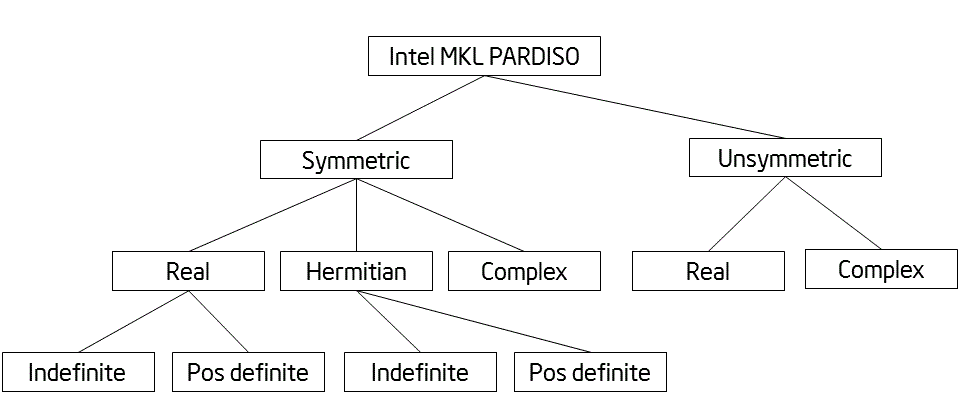 Intel MKL PARDISO
Symmetric
Unsymmetric
Real
Hermitian
Complex
Real
Complex
Indefinite
Pos definite
Indefinite
Pos definite